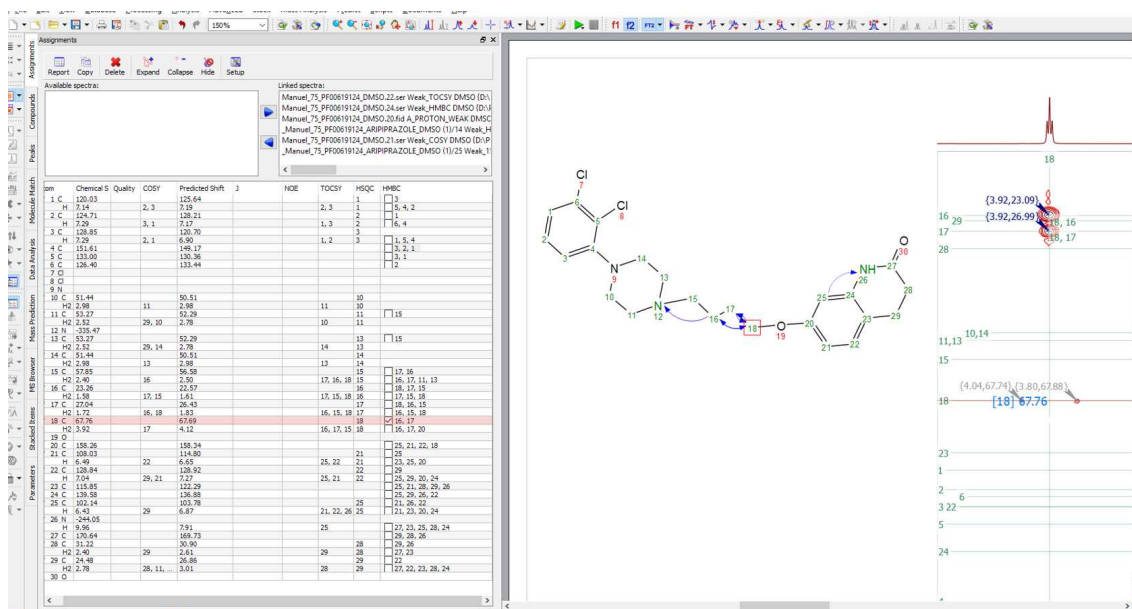 150%
f1 f2 FT2
Assignments
Report Copy Delete Expand Collapse Hide Setup
Available spectra: Linked spectra:
Manuel_75_PF00619124_DMSO.22.ser Weak_TOCSY DMSO {D:\
Manuel_75_PF00619124_DMSO.24.ser Weak_HMBC DMSO {D:\
Manuel_75_PF00619124_DMSO.20.fid A_PROTON_WEAK DMSO
_Manuel_75_PF00619124_ARIPIPRAZOLE_DMSO (1)/14 Weak_H
Manuel_75_PF00619124_DMSO.21.ser Weak_COSY DMSO {D:\P
_Manuel_75_PF00619124_ARIPIPRAZOLE_DMSO (1)/25 Weak_1
Chemical S Quality COSY Predicted Shift J NOE TOCSY HSQC HMBC
1 C 120.03 125.64 1 3
H 7.14 2, 3 7.19 2, 3 1 5, 4, 2
2 C 124.71 128.21 2 1
H 7.29 3, 1 7.17 1, 3 2 6, 4
3 C 128.85 120.70 3
H 7.29 2, 1 6.90 1, 2 3 1, 5, 4
4 C 151.61 149.17 3, 2, 1
5 C 133.00 130.36 3, 1
6 C 126.40 133.44 2
7 Cl
8 Cl
9 N
10 C 51.44 50.51 10
H2 2.98 11 2.98 11 10
11 C 53.27 52.29 11 15
H2 2.52 29, 10 2.78 10 11
12 N -335.47
13 C 53.27 52.29 13 15
H2 2.52 29, 14 2.78 14 13
14 C 51.44 50.51 14
H2 2.98 13 2.98 13 14
15 C 57.85 56.58 15 17, 16
H2 2.40 16 2.50 17, 16, 18 15 16, 17, 11, 13
16 C 23.26 22.57 16 18, 17, 15
H2 1.58 17, 15 1.61 17, 15, 18 16 17, 15, 18
17 C 27.04 26.43 17 18, 16, 15
H2 1.72 16, 18 1.83 16, 15, 18 17 16, 15, 18
18 C 67.76 67.69 18 16, 17
H2 3.92 17 4.12 16, 17, 15 18 16, 17, 20
19 O
20 C 158.26 158.34 25, 21, 22, 18
21 C 108.03 114.80 21 25
H 6.49 22 6.65 25, 22 21 23, 25, 20
22 C 128.84 128.92 22 29
H 7.04 29, 21 7.27 25, 21 22 25, 29, 20, 24
23 C 115.85 122.29 25, 21, 28, 29, 26
24 C 139.58 136.88 25, 29, 26, 22
25 C 102.14 103.78 25 21, 26, 22
H 6.43 29 6.87 21, 22, 26 25 21, 23, 20, 24
26 N -244.05
H 9.96 7.91 25 27, 23, 25, 28, 24
27 C 170.64 169.73 29, 28, 26
28 C 31.22 30.90 28 29, 26
H2 2.40 29 2.61 29 28 27, 23
29 C 24.48 26.86 29 22
H2 2.78 28, 11, ... 3.01 28 29 27, 22, 23, 28, 24
30 O
Assignments
Compounds
Peaks
Molecule Match
Data Analysis
Mass Prediction
MS Browser
Stacked Items
Parameters
Cl
7
Cl
8
1 2 3 4 5 6
N
9
10 11
N
12
13 14 15 16 17 18
O
19
20 21 22 23 24 25
NH
26
27 28 29
O
30
18
{3.92,23.09}
{3.92,26.99}
16 29 18, 16
17 18, 17
28
10,14
11,13
15
{4.04,67.74} {3.80,67.88}
18 [18] 67.76
23
1
2
6
3 22
5
24